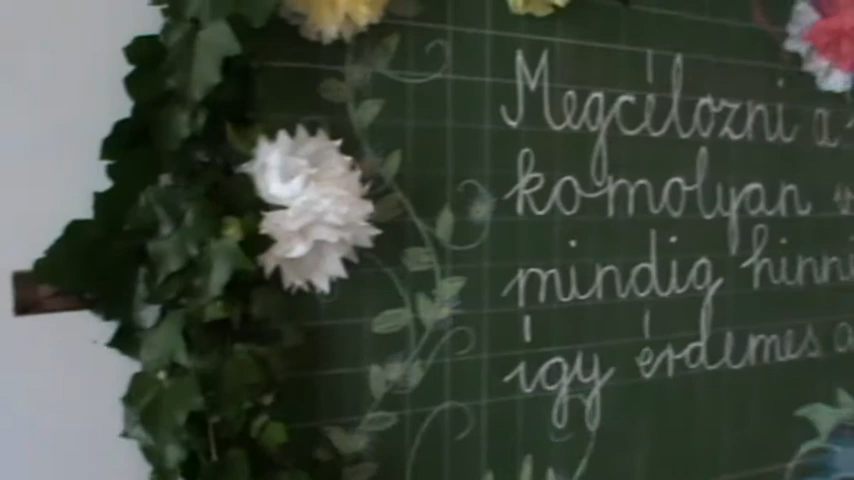 Megcélozni a
komolyan
mindig hinni
így érdemes a